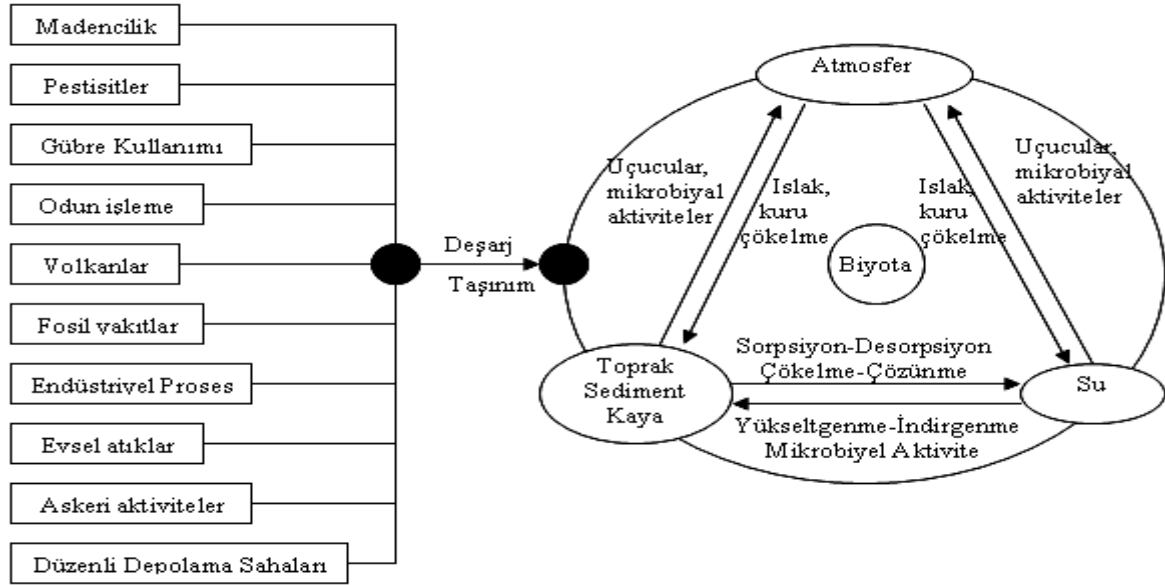 Madencilik
Pestisitler
Gübre Kullanımı
Odun işleme
Volkanlar
Fosil yakıtlar
Endüstriyel Proses
Evsel atıklar
Askeri aktiviteler
Düzenli Depolama Sahaları
Deşarj
Taşınım
Atmosfer
Uçucular,
mikrobiyal
aktiviteler
Islak,
kuru
çökelme
Islak,
kuru
çökelme
Uçucular,
mikrobiyal
aktiviteler
Biyota
Toprak
Sediment
Kaya
Sorpsiyon-Desorpsiyon
Çökelme-Çözünme
Su
Yükseltgenme-İndirgenme
Mikrobiyel Aktivite